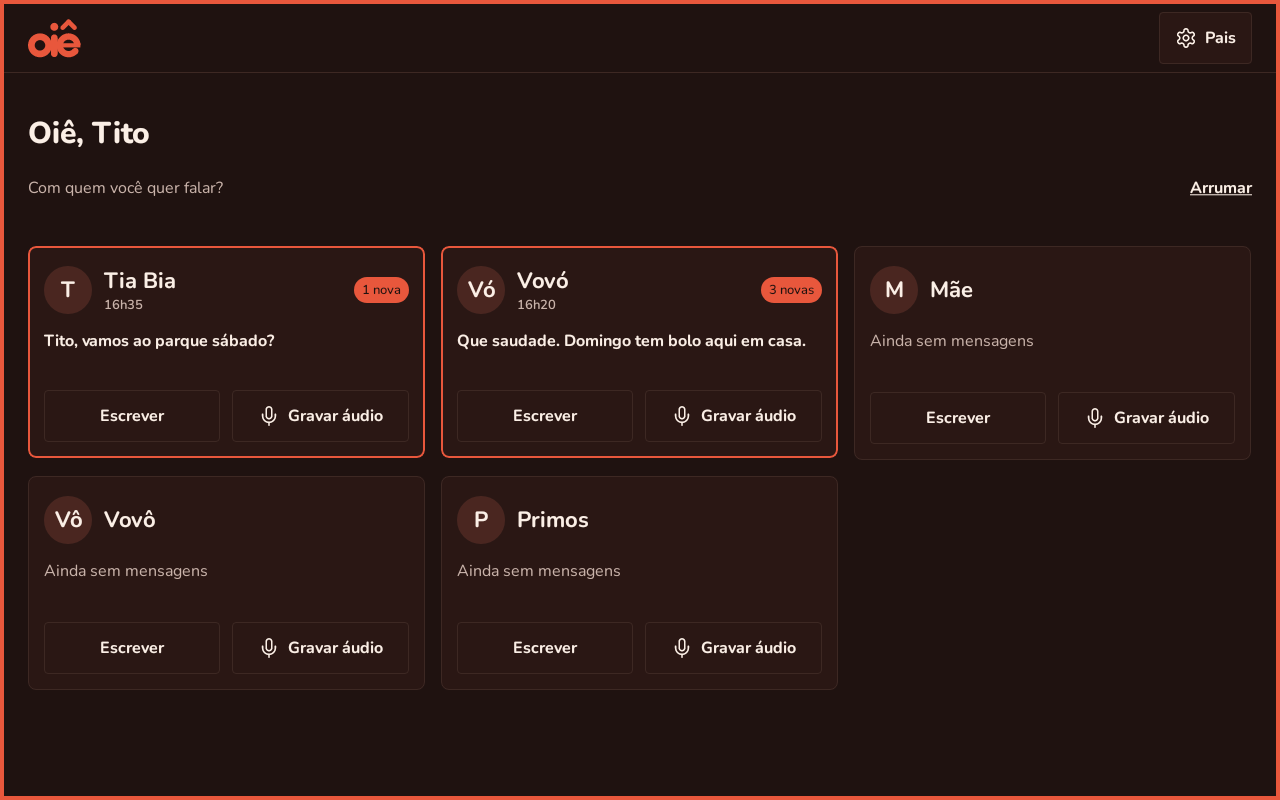 oiê
Pais
Oiê, Tito
Com quem você quer falar?
Arrumar
T
Tia Bia
16h35
1 nova
Tito, vamos ao parque sábado?
Escrever
Gravar áudio
Vó
Vovó
16h20
3 novas
Que saudade. Domingo tem bolo aqui em casa.
Escrever
Gravar áudio
M
Mãe
Ainda sem mensagens
Escrever
Gravar áudio
Vô
Vovô
Ainda sem mensagens
Escrever
Gravar áudio
P
Primos
Ainda sem mensagens
Escrever
Gravar áudio